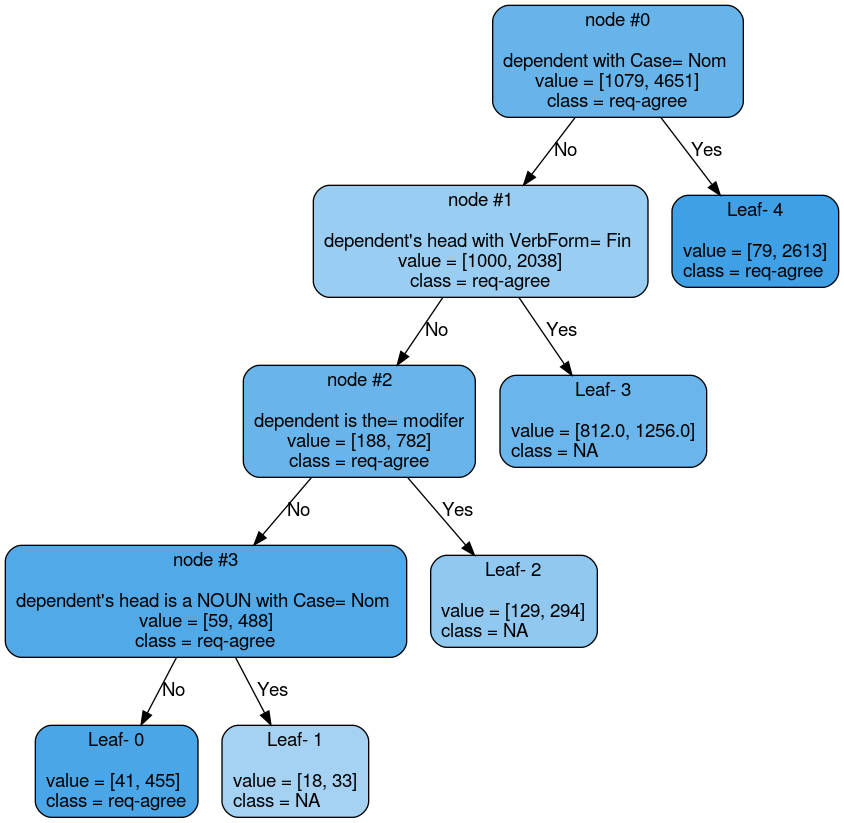 node #0
dependent with Case= Nom
value = [1079, 4651]
class = req-agree
No
Yes
node #1
dependent's head with VerbForm= Fin
value = [1000, 2038]
class = req-agree
Leaf- 4
value = [79, 2613]
class = req-agree
No
Yes
node #2
dependent is the= modifer
value = [188, 782]
class = req-agree
Leaf- 3
value = [812.0, 1256.0]
class = NA
No
Yes
node #3
dependent's head is a NOUN with Case= Nom
value = [59, 488]
class = req-agree
Leaf- 2
value = [129, 294]
class = NA
No
Yes
Leaf- 0
value = [41, 455]
class = req-agree
Leaf- 1
value = [18, 33]
class = NA